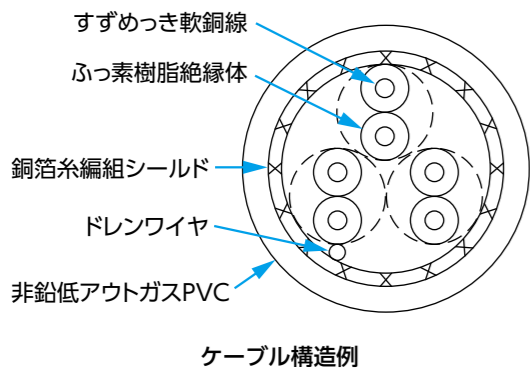 すずめっき軟銅線
ふっ素樹脂絶縁体
銅箔糸編組シールド
ドレンワイヤ
非鉛低アウトガスPVC
ケーブル構造例